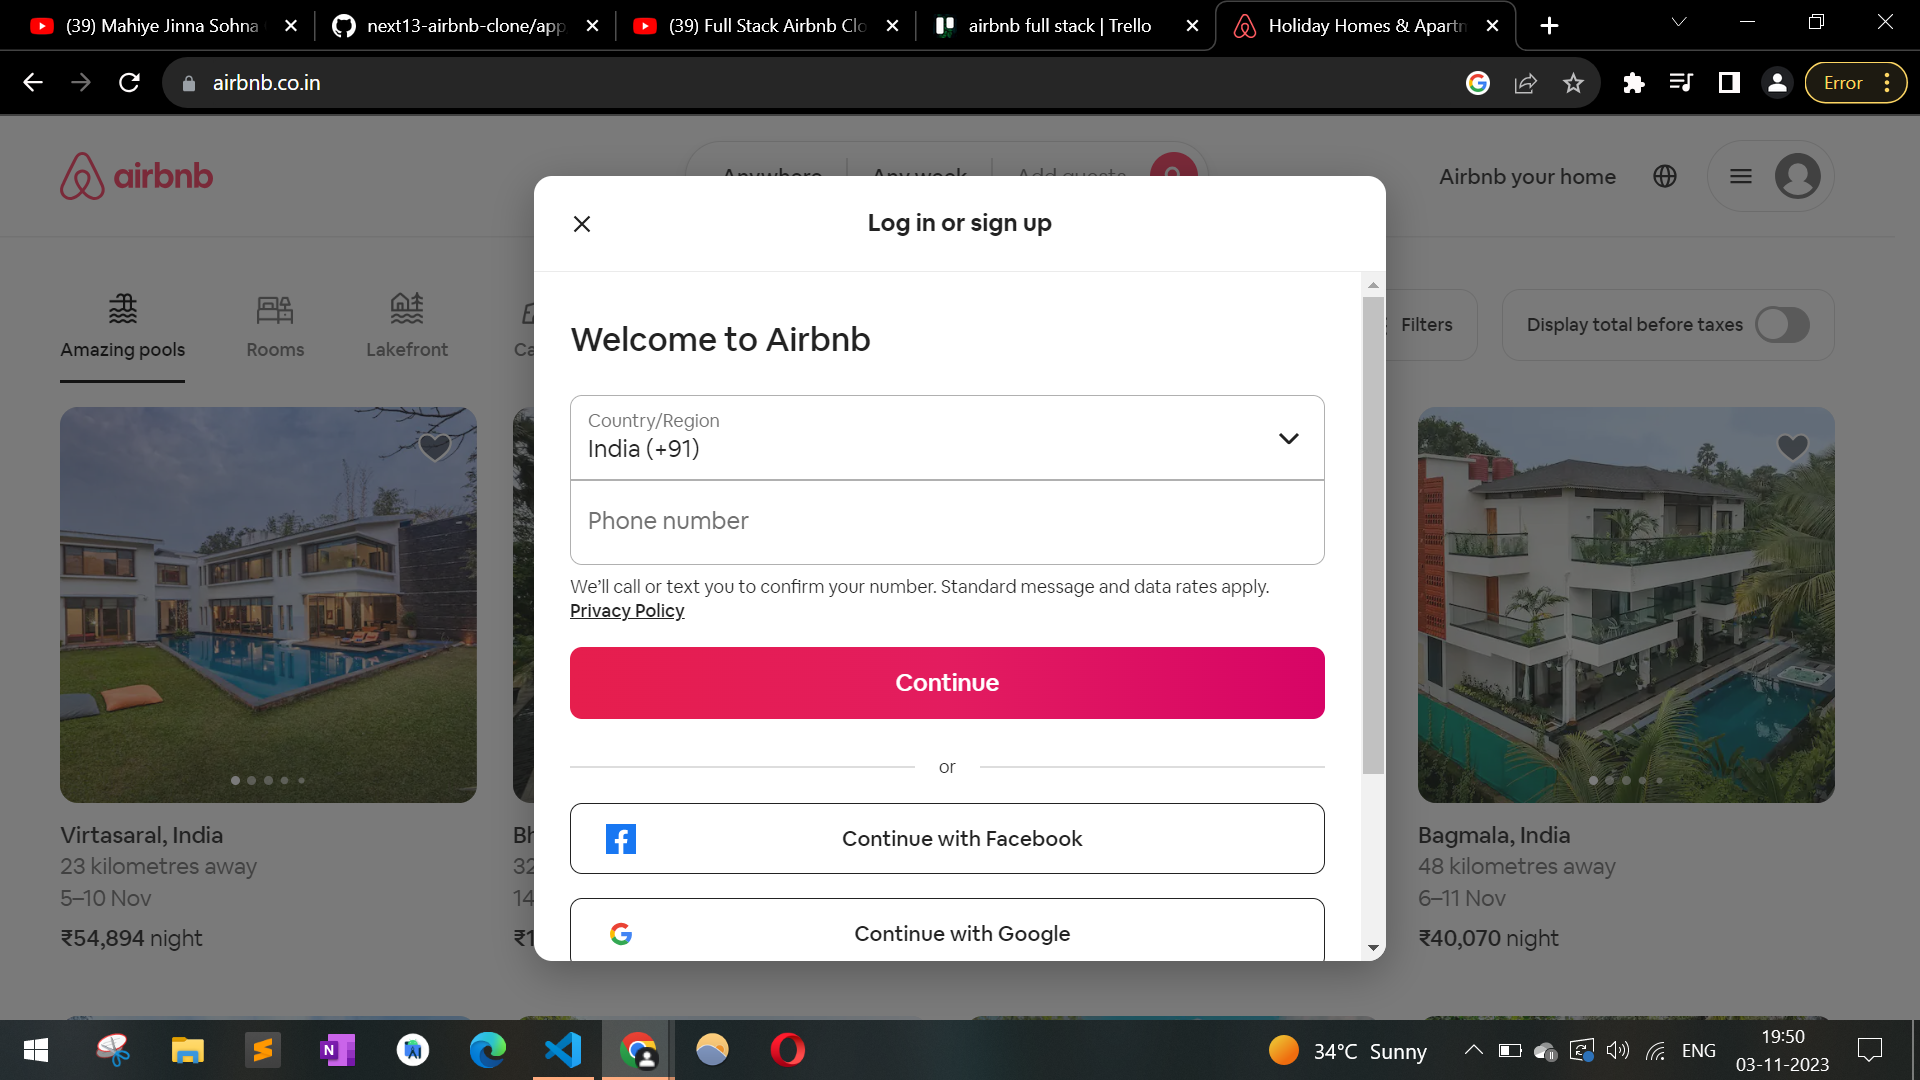 (39) Mahiye Jinna Sohna
next13-airbnb-clone/app
(39) Full Stack Airbnb Clo
airbnb full stack | Trello
Holiday Homes & Apartm
airbnb.co.in
Error
airbnb
Anywhere
Any week
Add guests
Airbnb your home
Log in or sign up
Amazing pools
Rooms
Lakefront
Ca
Filters
Display total before taxes
Welcome to Airbnb
Country/Region
India (+91)
Phone number
We’ll call or text you to confirm your number. Standard message and data rates apply.
Privacy Policy
Continue
or
Continue with Facebook
Continue with Google
Virtasaral, India
23 kilometres away
5–10 Nov
₹54,894 night
Bh
32
14
₹1
Bagmala, India
48 kilometres away
6–11 Nov
₹40,070 night
34°C Sunny
ENG
19:50
03-11-2023